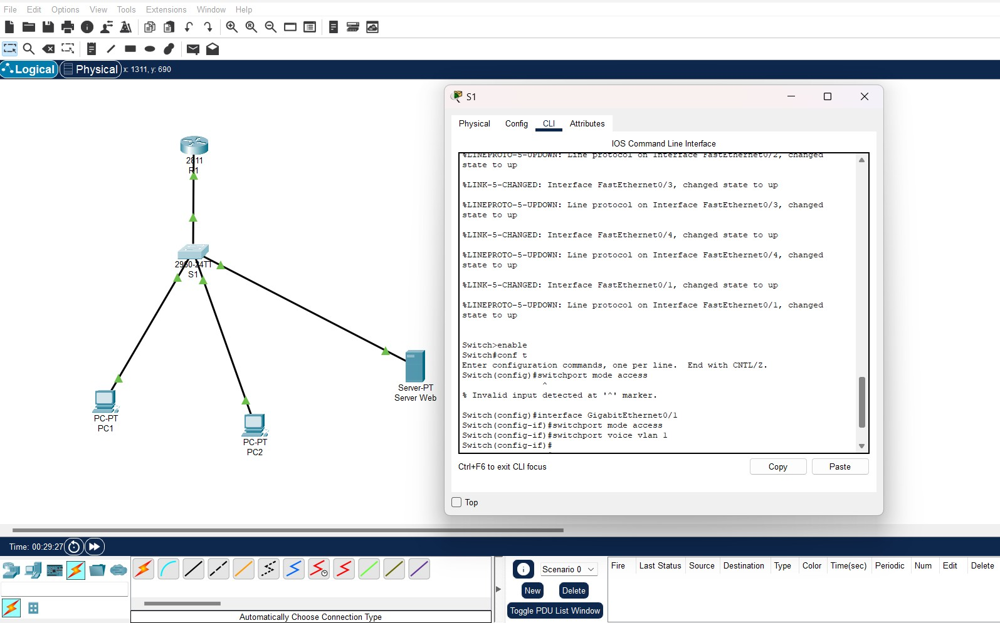 File Edit Options View Tools Extensions Window Help
Logical Physical x: 1311, y: 690
2811
R1
2960-24TT
S1
Server-PT
Server Web
PC-PT
PC1
PC-PT
PC2
S1
Physical Config CLI Attributes
IOS Command Line Interface
%LINEPROTO-5-UPDOWN: Line protocol on Interface FastEthernet0/2, changed
state to up
%LINK-5-CHANGED: Interface FastEthernet0/3, changed state to up
%LINEPROTO-5-UPDOWN: Line protocol on Interface FastEthernet0/3, changed
state to up
%LINK-5-CHANGED: Interface FastEthernet0/4, changed state to up
%LINEPROTO-5-UPDOWN: Line protocol on Interface FastEthernet0/4, changed
state to up
%LINK-5-CHANGED: Interface FastEthernet0/1, changed state to up
%LINEPROTO-5-UPDOWN: Line protocol on Interface FastEthernet0/1, changed
state to up
Switch>enable
Switch#conf t
Enter configuration commands, one per line.  End with CNTL/Z.
Switch(config)#switchport mode access
^
% Invalid input detected at '^' marker.
Switch(config)#interface GigabitEthernet0/1
Switch(config-if)#switchport mode access
Switch(config-if)#switchport voice vlan 1
Switch(config-if)#
Ctrl+F6 to exit CLI focus
Copy Paste
Top
Time: 00:29:27
Scenario 0
New Delete
Toggle PDU List Window
Fire Last Status Source Destination Type Color Time(sec) Periodic Num Edit Delete
Automatically Choose Connection Type